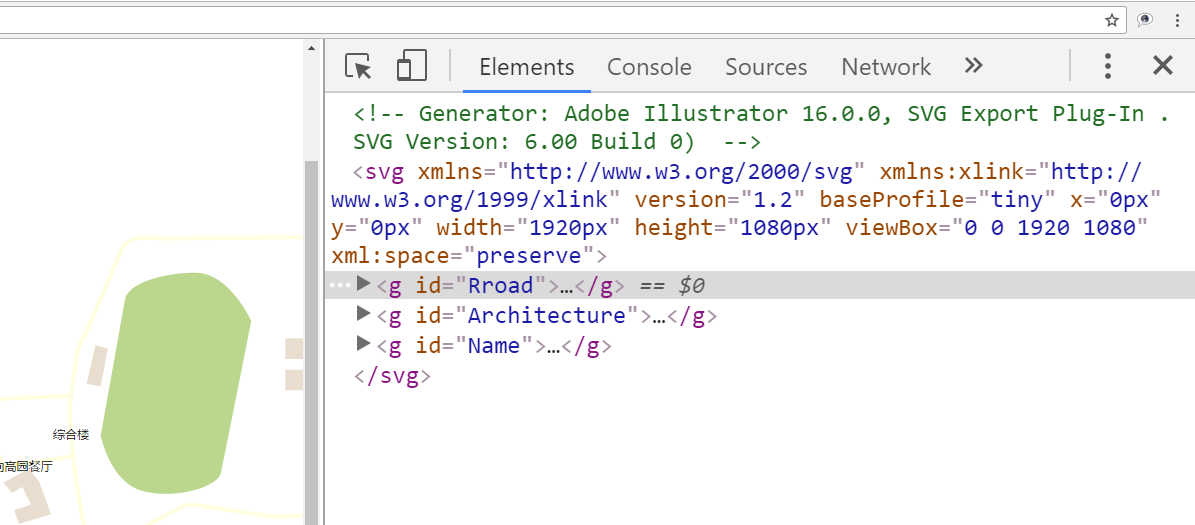 Elements Console Sources Network »
<!-- Generator: Adobe Illustrator 16.0.0, SVG Export Plug-In .
SVG Version: 6.00 Build 0)  -->
<svg xmlns="http://www.w3.org/2000/svg" xmlns:xlink="http://
www.w3.org/1999/xlink" version="1.2" baseProfile="tiny" x="0px"
y="0px" width="1920px" height="1080px" viewBox="0 0 1920 1080"
xml:space="preserve">
<g id="Rroad">…</g> == $0
<g id="Architecture">…</g>
<g id="Name">…</g>
</svg>
综合楼
高园餐厅